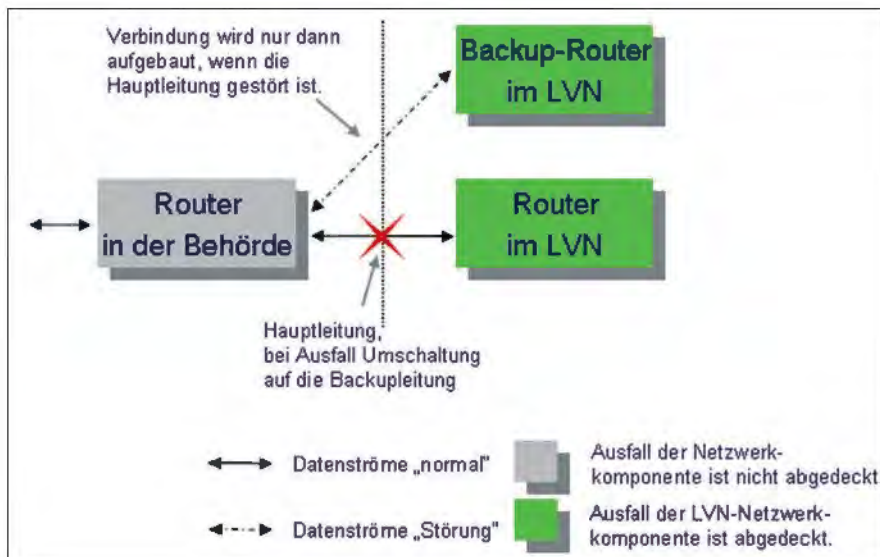 Verbindung wird nur dann
aufgebaut, wenn die
Hauptleitung gestört ist.
Backup-Router
im LVN
Router
in der Behörde
Router
im LVN
Hauptleitung,
bei Ausfall Umschaltung
auf die Backupleitung
Datenströme „normal"
Ausfall der Netzwerk-
komponente ist nicht abgedeckt
Datenströme „Störung"
Ausfall der LVN-Netzwerk-
komponente ist abgedeckt.